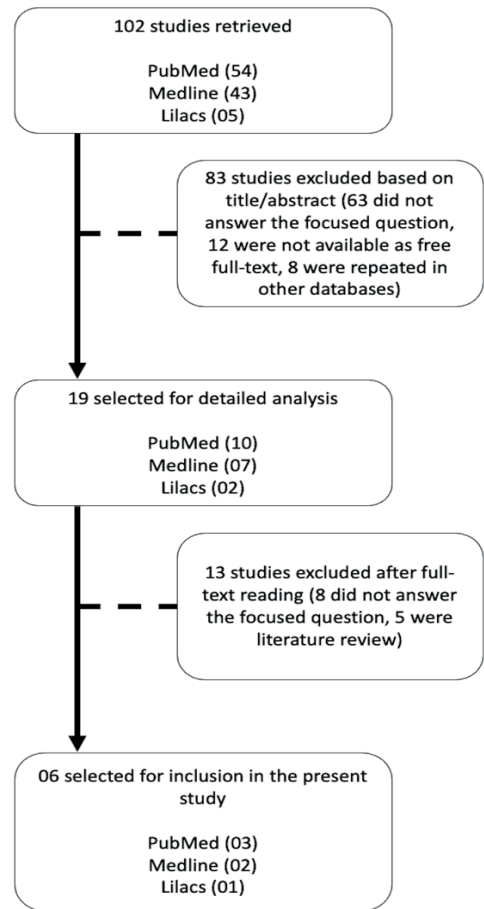 102 studies retrieved
PubMed (54)
Medline (43)
Lilacs (05)
83 studies excluded based on
title/abstract (63 did not
answer the focused question,
12 were not available as free
full-text, 8 were repeated in
other databases)
19 selected for detailed analysis
PubMed (10)
Medline (07)
Lilacs (02)
13 studies excluded after full-
text reading (8 did not answer
the focused question, 5 were
literature review)
06 selected for inclusion in the present
study
PubMed (03)
Medline (02)
Lilacs (01)